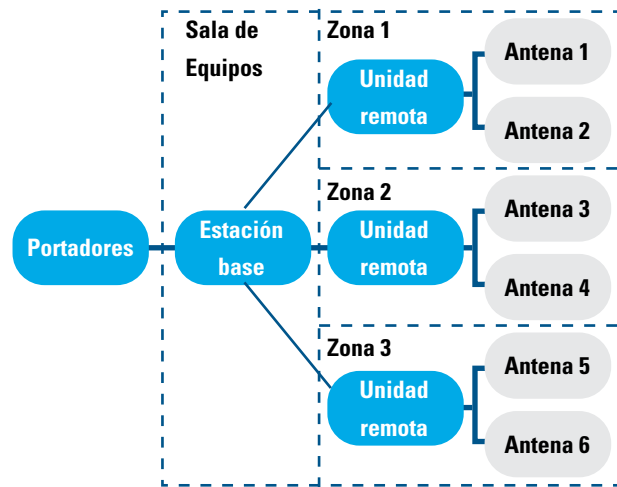 Sala de
Equipos
Zona 1
Unidad
remota
Antena 1
Antena 2
Portadores
Estación
base
Zona 2
Unidad
remota
Antena 3
Antena 4
Zona 3
Unidad
remota
Antena 5
Antena 6